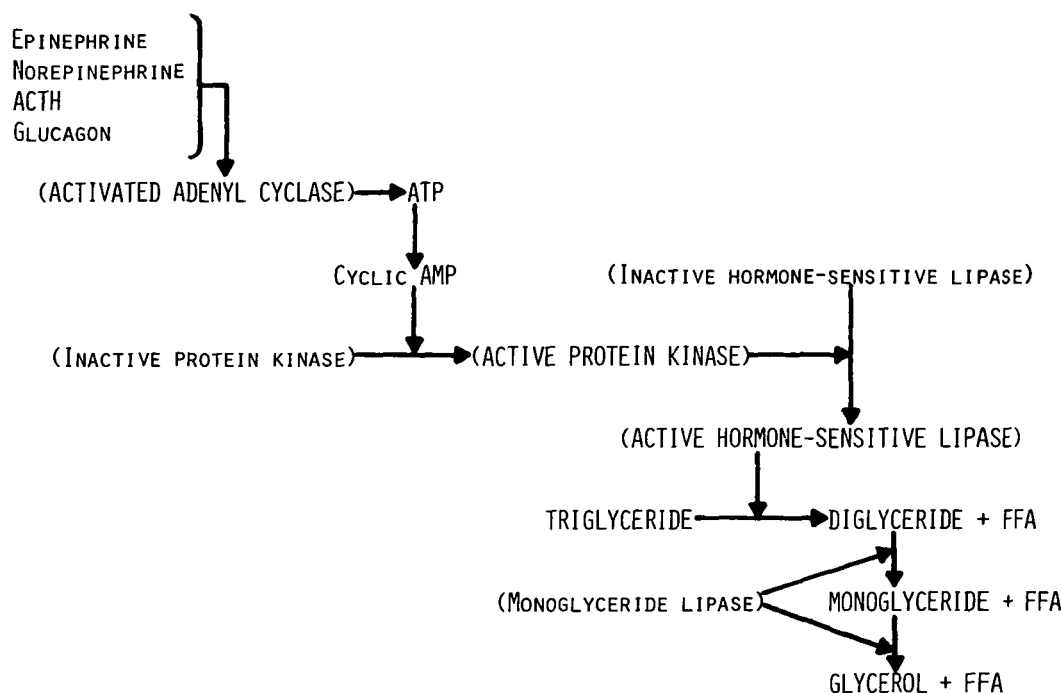 EPINEPHRINE
NOREPINEPHRINE
ACTH
GLUCAGON
(ACTIVATED ADENYL CYCLASE) ATP
CYCLIC AMP
(INACTIVE HORMONE-SENSITIVE LIPASE)
(INACTIVE PROTEIN KINASE) (ACTIVE PROTEIN KINASE)
(ACTIVE HORMONE-SENSITIVE LIPASE)
TRIGLYCERIDE DIGLYCERIDE + FFA
(MONOGLYCERIDE LIPASE) MONOGLYCERIDE + FFA
GLYCEROL + FFA